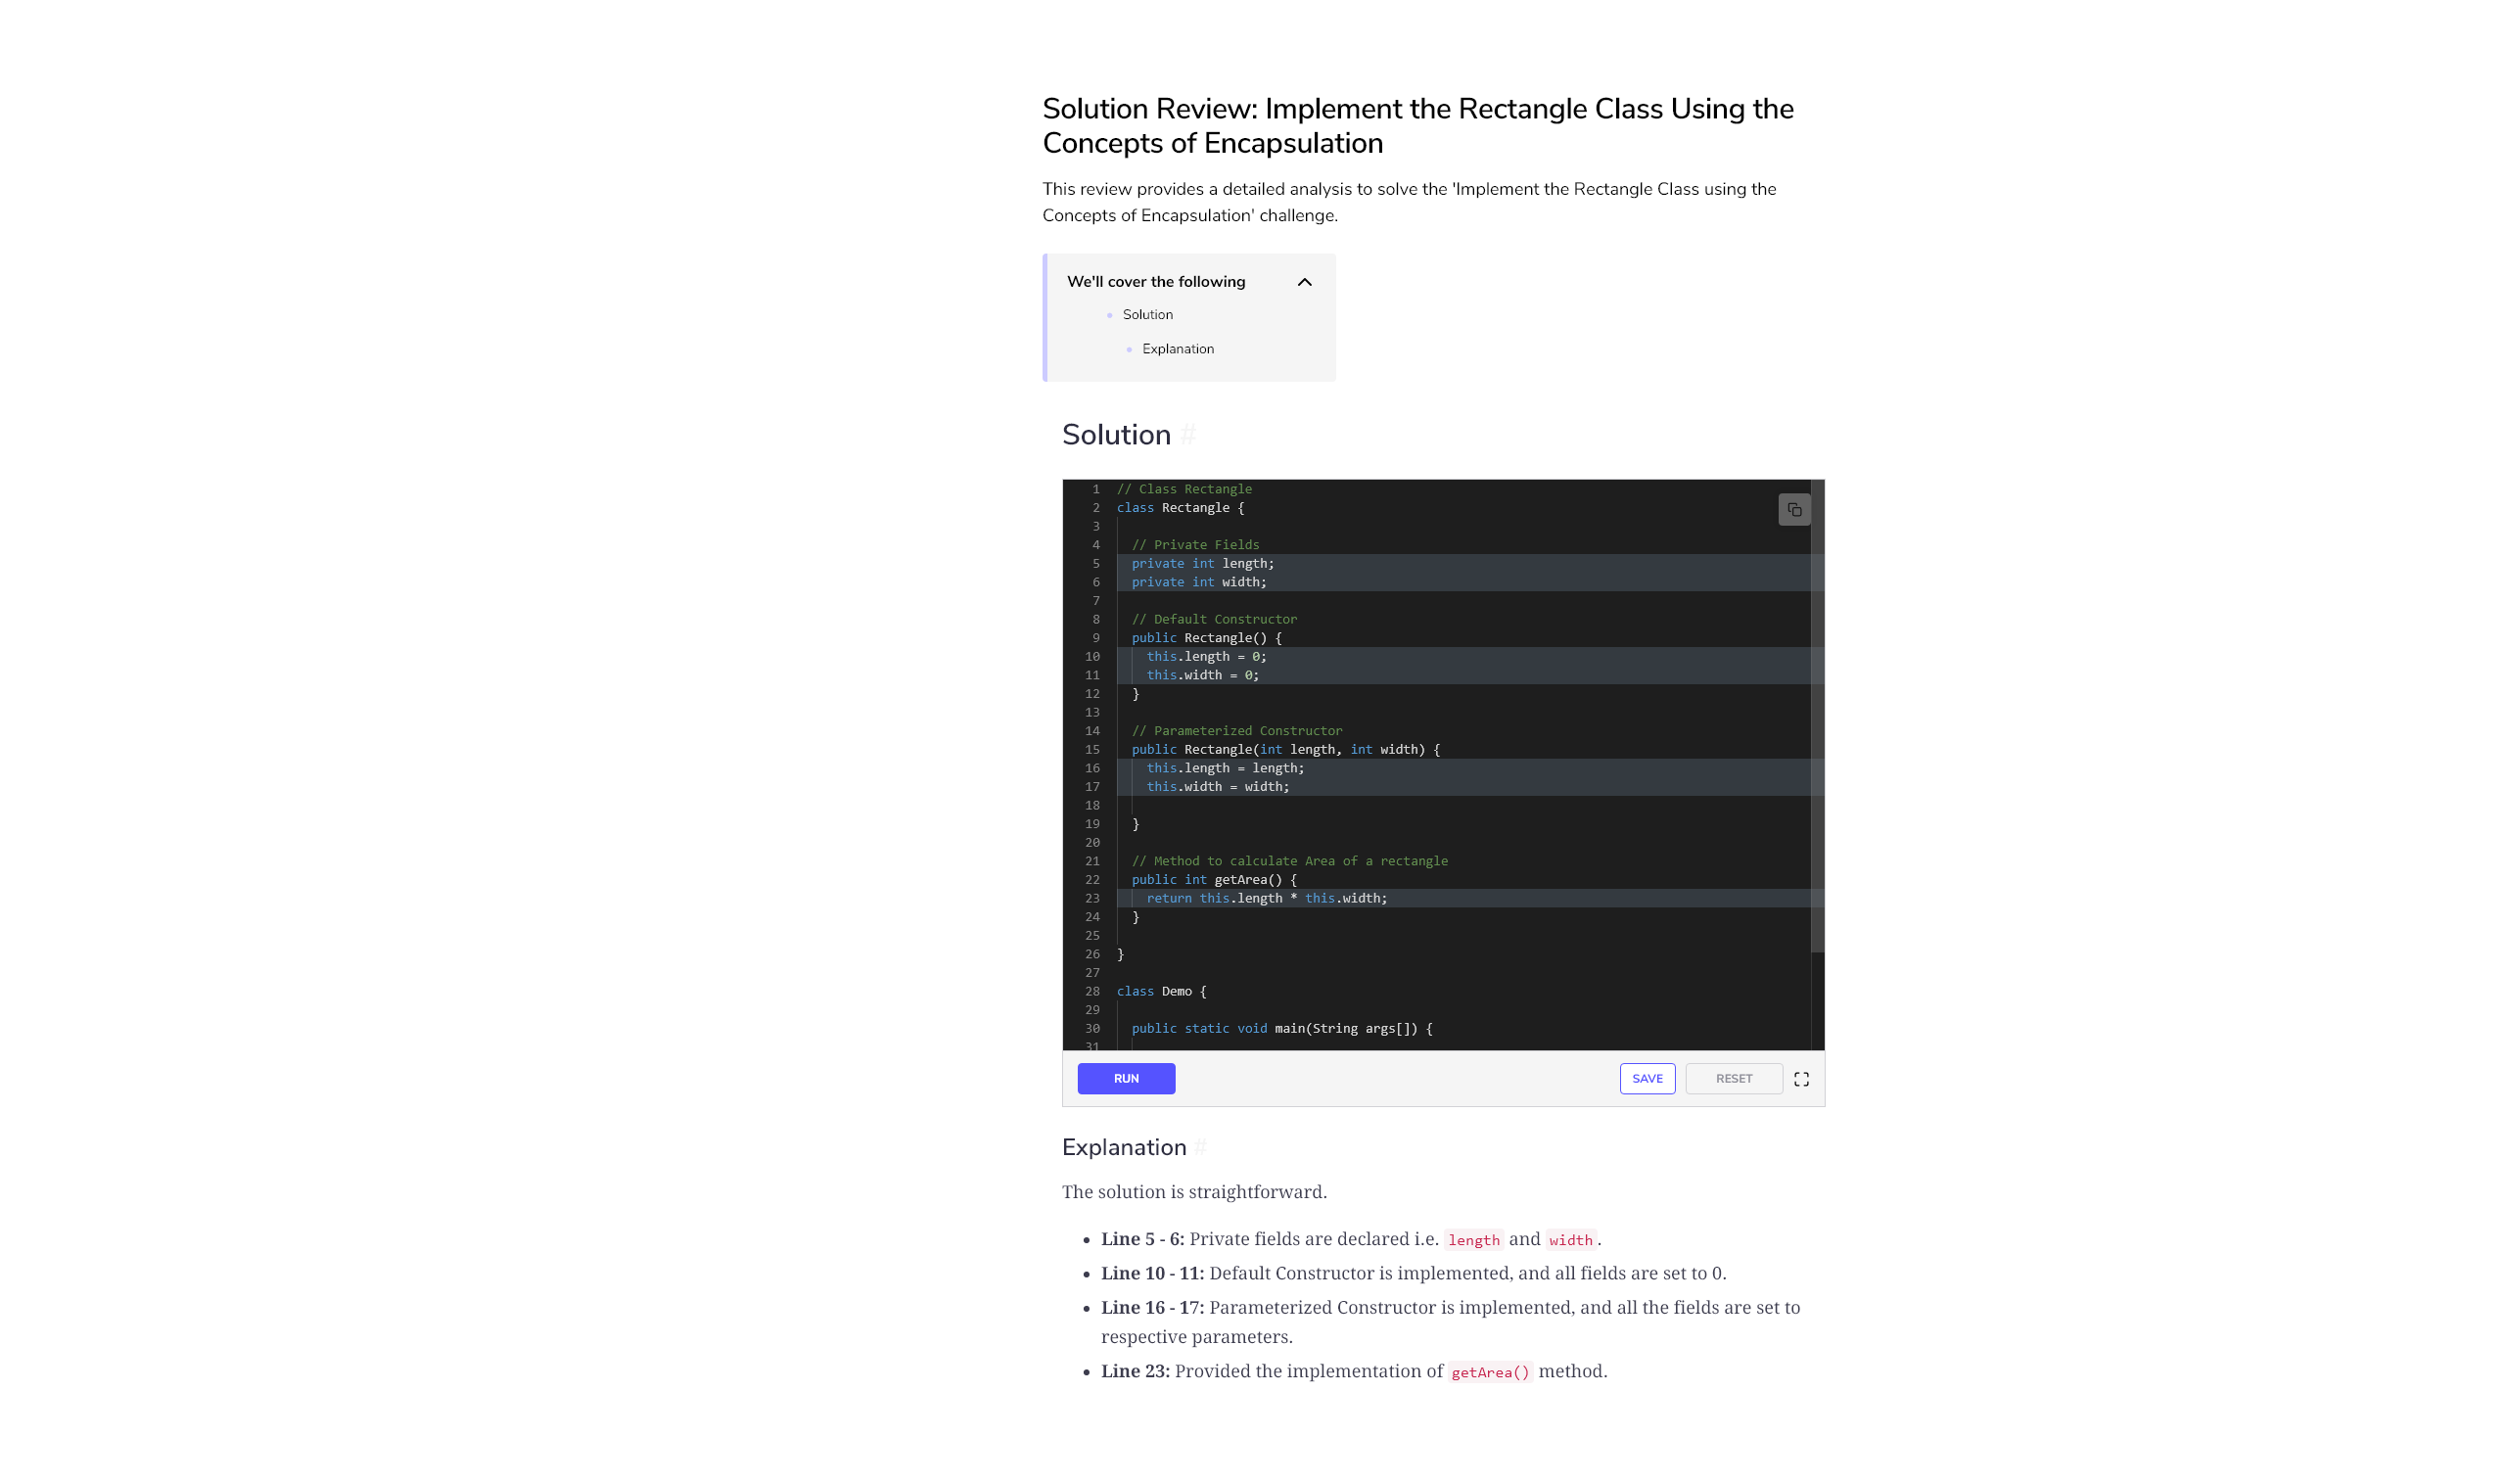 Solution Review: Implement the Rectangle Class Using the
Concepts of Encapsulation
This review provides a detailed analysis to solve the 'Implement the Rectangle Class using the
Concepts of Encapsulation' challenge.
We'll cover the following
Solution
Explanation
Solution #
1 // Class Rectangle
2 class Rectangle {
3
4   // Private Fields
5   private int length;
6   private int width;
7
8   // Default Constructor
9   public Rectangle() {
10     this.length = 0;
11     this.width = 0;
12   }
13
14   // Parameterized Constructor
15   public Rectangle(int length, int width) {
16     this.length = length;
17     this.width = width;
18
19   }
20
21   // Method to calculate Area of a rectangle
22   public int getArea() {
23     return this.length * this.width;
24   }
25
26 }
27
28 class Demo {
29
30   public static void main(String args[]) {
31
RUN SAVE RESET
Explanation #
The solution is straightforward.
• Line 5 - 6: Private fields are declared i.e. length and width.
• Line 10 - 11: Default Constructor is implemented, and all fields are set to 0.
• Line 16 - 17: Parameterized Constructor is implemented, and all the fields are set to
respective parameters.
• Line 23: Provided the implementation of getArea() method.